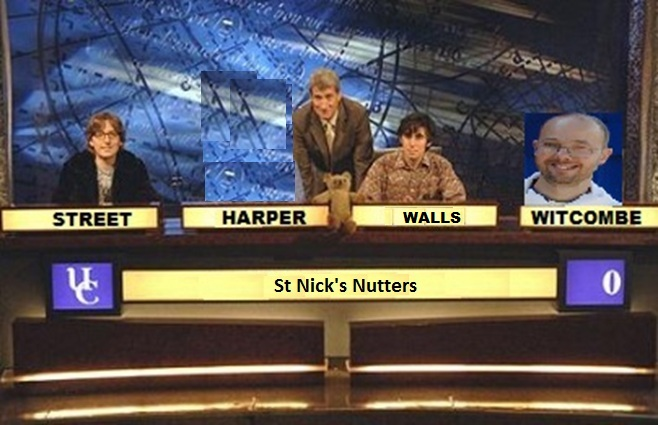 STREET
HARPER
WALLS
WITCOMBE
UC
St Nick's Nutters
0